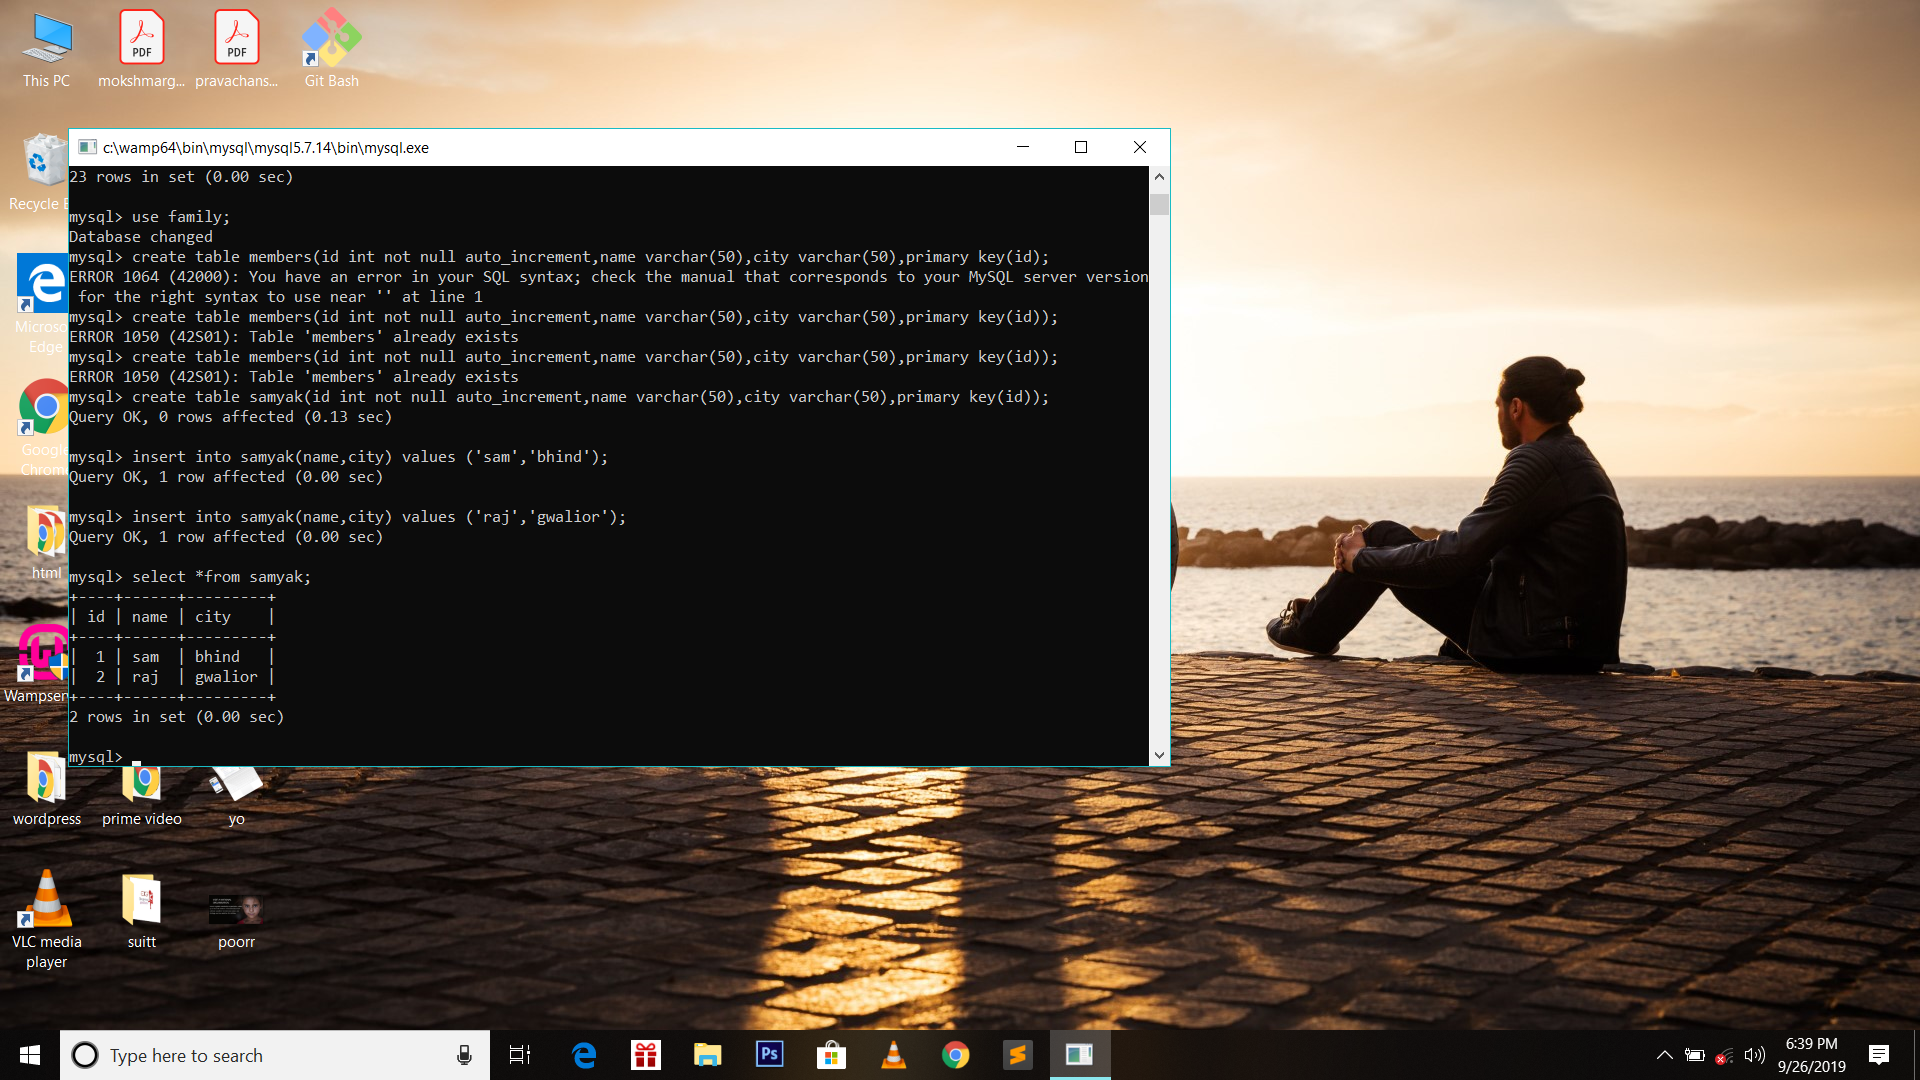 This PC
mokshmarg...
pravachans...
Git Bash
PDF
PDF
Recycle
Microso
Edge
Google
Chrom
html
Wampser
wordpress
prime video
yo
VLC media
player
suitt
poorr
c:\wamp64\bin\mysql\mysql5.7.14\bin\mysql.exe
23 rows in set (0.00 sec)
mysql> use family;
Database changed
mysql> create table members(id int not null auto_increment,name varchar(50),city varchar(50),primary key(id);
ERROR 1064 (42000): You have an error in your SQL syntax; check the manual that corresponds to your MySQL server version
for the right syntax to use near '' at line 1
mysql> create table members(id int not null auto_increment,name varchar(50),city varchar(50),primary key(id));
ERROR 1050 (42S01): Table 'members' already exists
mysql> create table members(id int not null auto_increment,name varchar(50),city varchar(50),primary key(id));
ERROR 1050 (42S01): Table 'members' already exists
mysql> create table samyak(id int not null auto_increment,name varchar(50),city varchar(50),primary key(id));
Query OK, 0 rows affected (0.13 sec)
mysql> insert into samyak(name,city) values ('sam','bhind');
Query OK, 1 row affected (0.00 sec)
mysql> insert into samyak(name,city) values ('raj','gwalior');
Query OK, 1 row affected (0.00 sec)
mysql> select *from samyak;
+----+------+---------+
| id | name | city    |
+----+------+---------+
|  1 | sam  | bhind   |
|  2 | raj  | gwalior |
+----+------+---------+
2 rows in set (0.00 sec)
mysql>
Type here to search
Ps
6:39 PM
9/26/2019